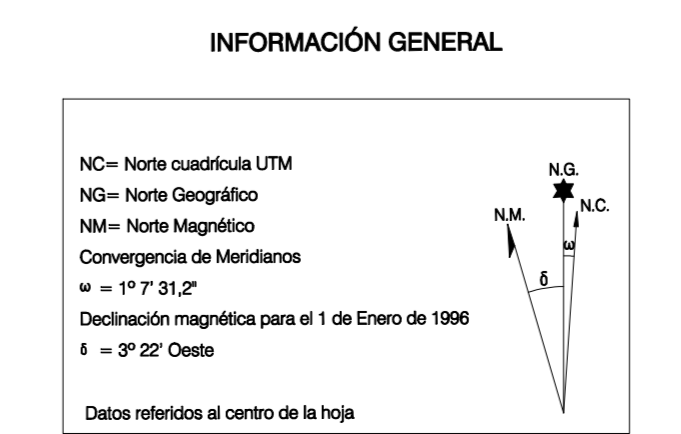 INFORMACIÓN GENERAL
NC= Norte cuadrícula UTM
NG= Norte Geográfico
NM= Norte Magnético
Convergencia de Meridianos
ω = 1º 7' 31,2"
Declinación magnética para el 1 de Enero de 1996
δ = 3º 22' Oeste
Datos referidos al centro de la hoja
N.G.
N.C.
N.M.
ω
δ